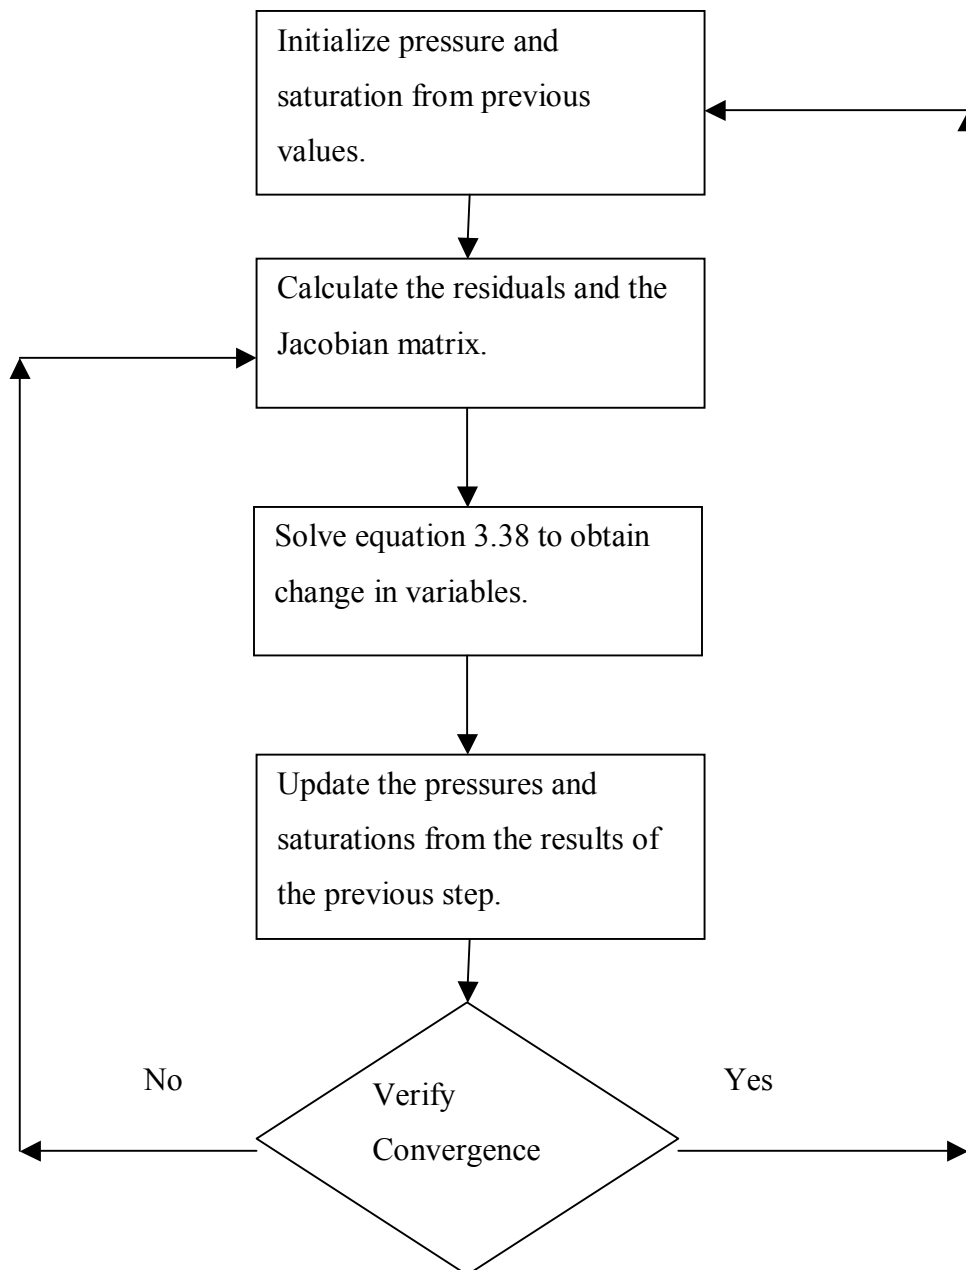 Initialize pressure and
saturation from previous
values.
Calculate the residuals and the
Jacobian matrix.
Solve equation 3.38 to obtain
change in variables.
Update the pressures and
saturations from the results of
the previous step.
No
Yes
Verify
Convergence